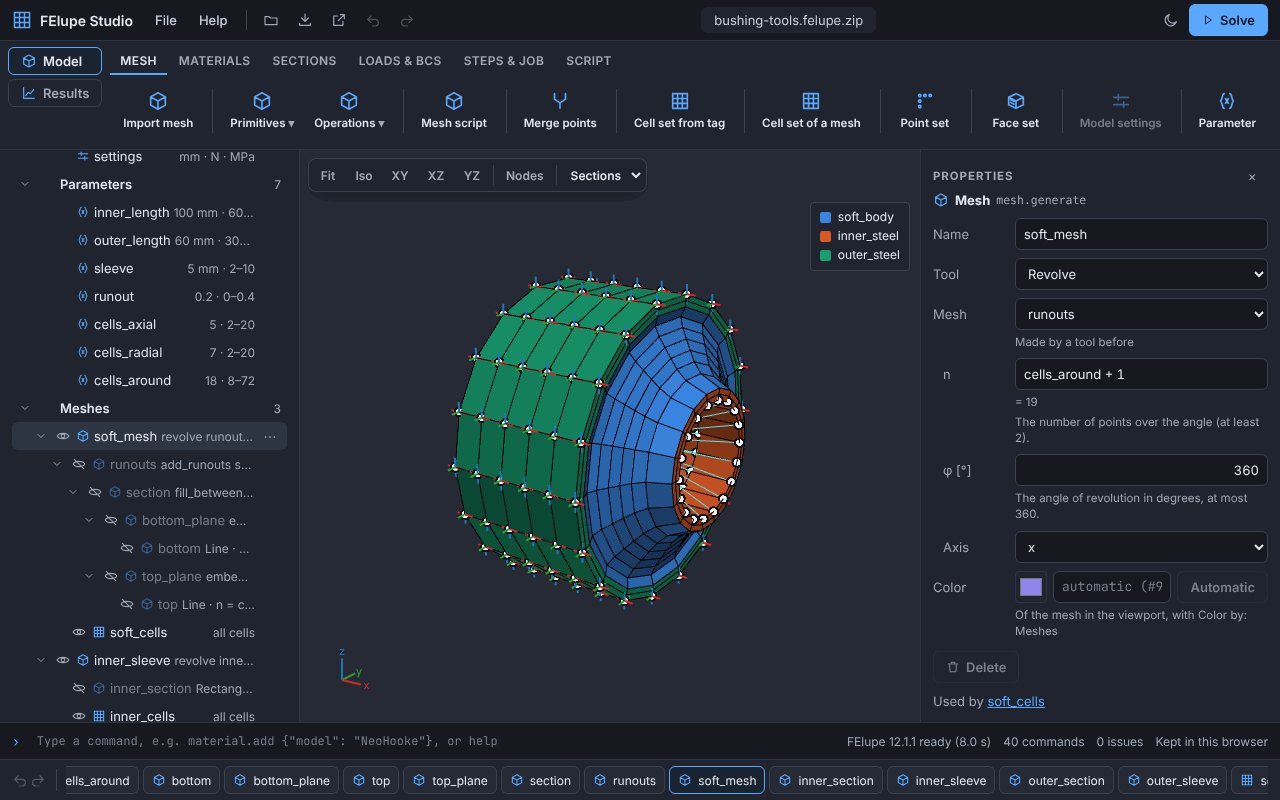 FElupe Studio File Help bushing-tools.felupe.zip Solve
Model MESH MATERIALS SECTIONS LOADS & BCS STEPS & JOB SCRIPT
Results
Import mesh Primitives ▾ Operations ▾ Mesh script Merge points Cell set from tag Cell set of a mesh Point set Face set Model settings Parameter
settings mm · N · MPa
Parameters 7
inner_length 100 mm · 60...
outer_length 60 mm · 30...
sleeve 5 mm · 2–10
runout 0.2 · 0–0.4
cells_axial 5 · 2–20
cells_radial 7 · 2–20
cells_around 18 · 8–72
Meshes 3
soft_mesh revolve runout... ···
runouts add_runouts s...
section fill_between...
bottom_plane e...
bottom Line · ...
top_plane embe...
top Line · n = c...
soft_cells all cells
inner_sleeve revolve inne...
inner_section Rectang...
inner_cells all cells
Fit Iso XY XZ YZ Nodes Sections
soft_body
inner_steel
outer_steel
z
y
x
PROPERTIES ×
Mesh mesh.generate
Name soft_mesh
Tool Revolve
Mesh runouts
Made by a tool before
n cells_around + 1
= 19
The number of points over the angle (at least
2).
φ [°] 360
The angle of revolution in degrees, at most
360.
Axis x
Color automatic (#9 Automatic
Of the mesh in the viewport, with Color by:
Meshes
Delete
Used by soft_cells
› Type a command, e.g. material.add {"model": "NeoHooke"}, or help FElupe 12.1.1 ready (8.0 s) 40 commands 0 issues Kept in this browser
ells_around bottom bottom_plane top top_plane section runouts soft_mesh inner_section inner_sleeve outer_section outer_sleeve